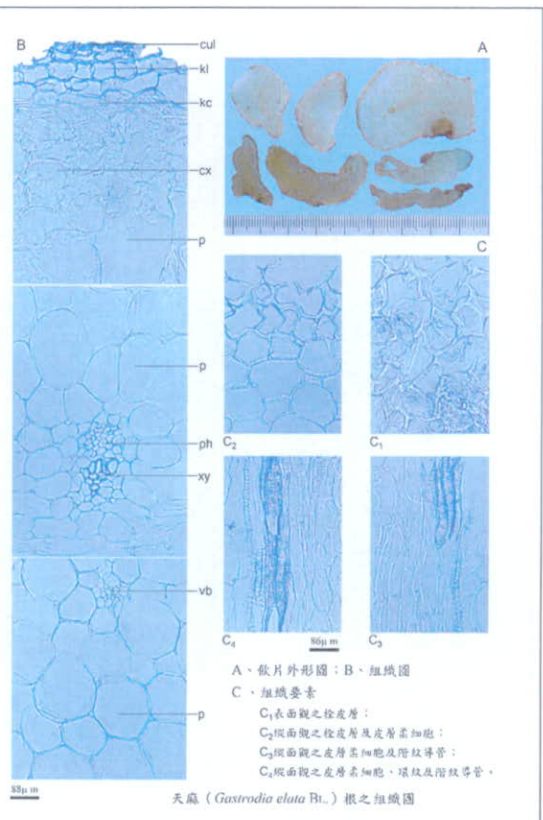 B
cul
kl
kc
cx
p
p
ph
xy
vb
p
88μ m
A
C
C₂
C₁
C₄
86μ m
C₃
A、飲片外形圖；B、組織圖
C、組織要素
C₁表面觀之栓皮層；
C₂縱面觀之栓皮層及皮層柔細胞；
C₃縱面觀之皮層柔細胞及階紋導管；
C₄縱面觀之皮層柔細胞、環紋及階紋導管。
天麻（Gastrodia elata BL.）根之組織圖